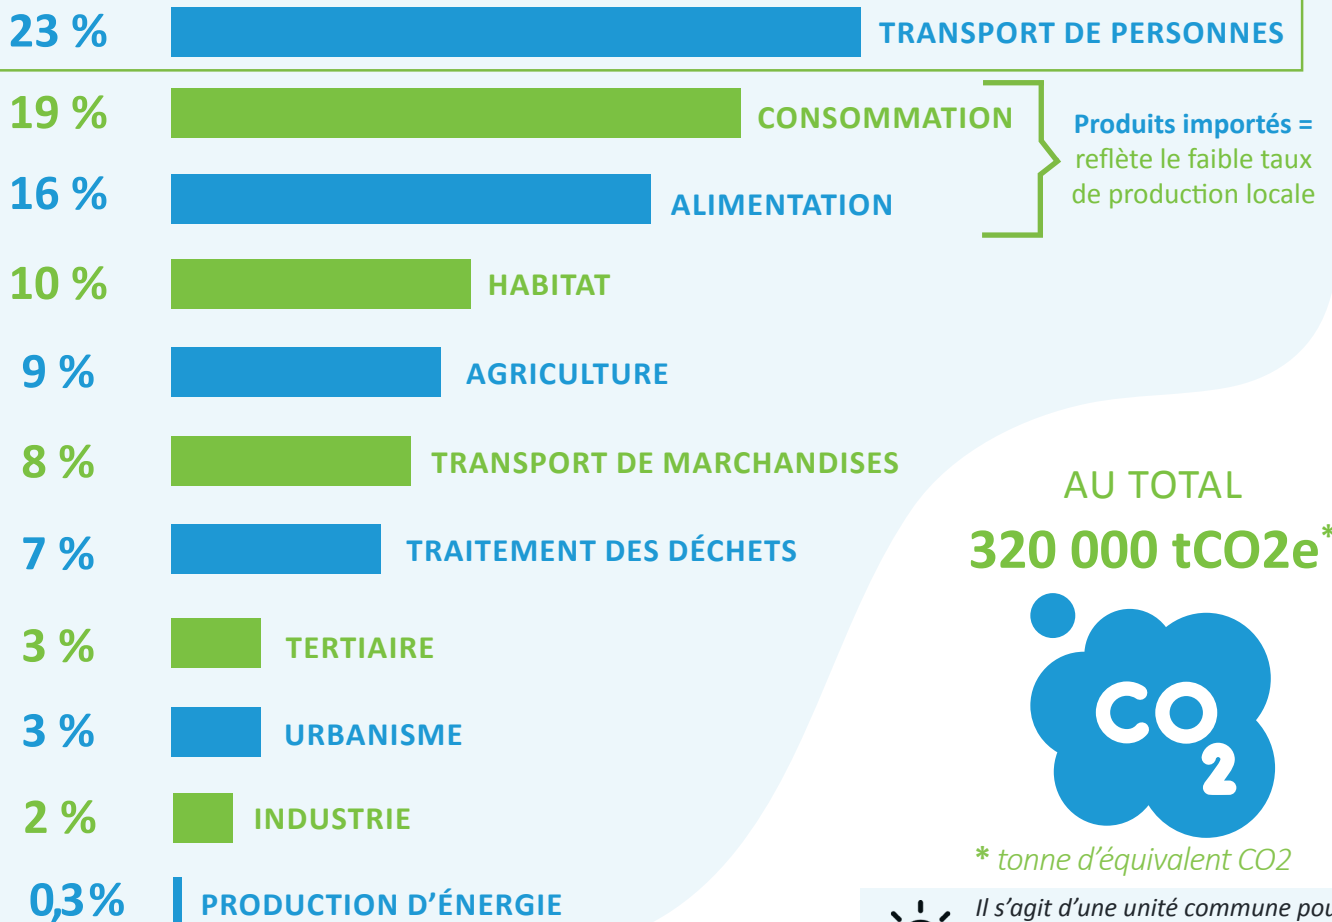 23 % TRANSPORT DE PERSONNES
19 % CONSOMMATION
16 % ALIMENTATION
Produits importés =
reflète le faible taux
de production locale
10 % HABITAT
9 % AGRICULTURE
8 % TRANSPORT DE MARCHANDISES
7 % TRAITEMENT DES DÉCHETS
3 % TERTIAIRE
3 % URBANISME
2 % INDUSTRIE
0,3% PRODUCTION D’ÉNERGIE
AU TOTAL
320 000 tCO2e*
CO2
* tonne d’équivalent CO2
Il s’agit d’une unité commune